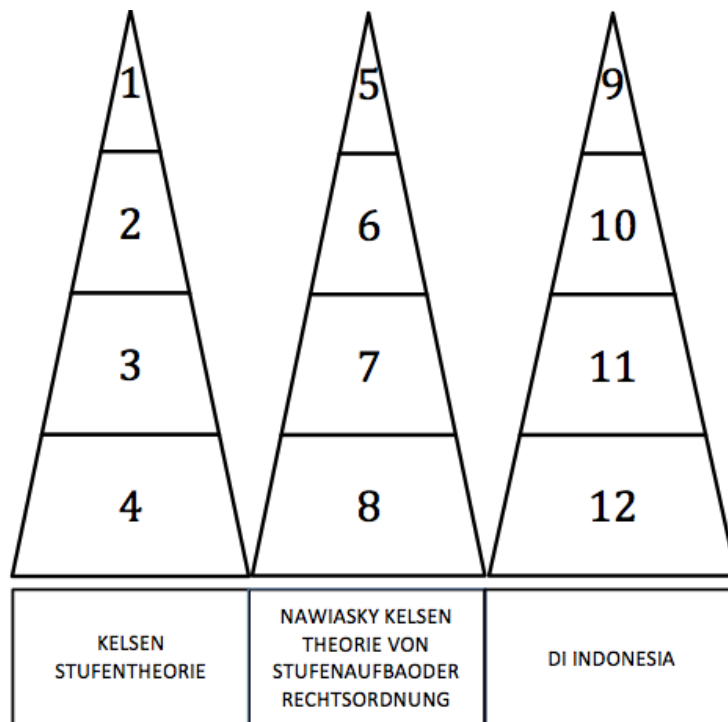 1
2
3
4
5
6
7
8
9
10
11
12
KELSEN
STUFENTHEORIE
NAWIASKY KELSEN
THEORIE VON
STUFENAUFBAODER
RECHTSORDNUNG
DI INDONESIA